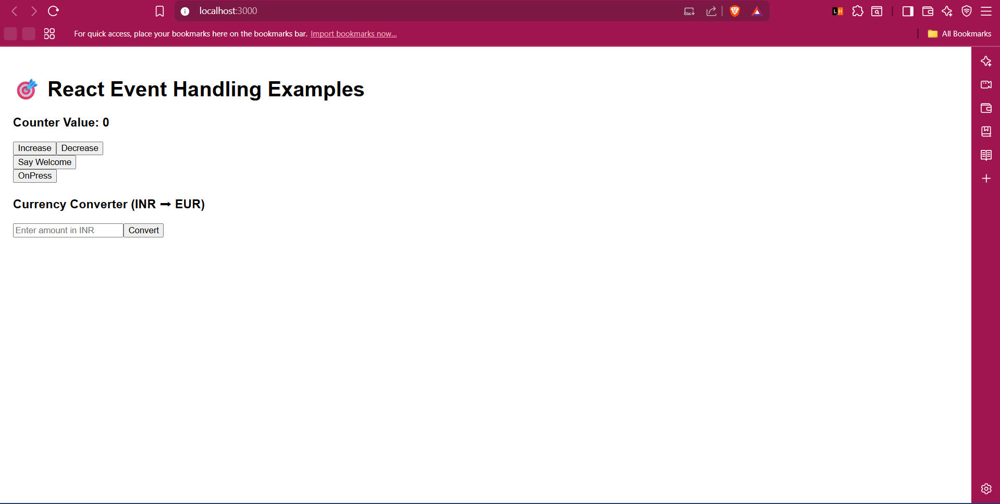 localhost:3000
LH
For quick access, place your bookmarks here on the bookmarks bar. Import bookmarks now...
All Bookmarks
🎯 React Event Handling Examples
Counter Value: 0
Increase Decrease
Say Welcome
OnPress
Currency Converter (INR ➞ EUR)
Enter amount in INR Convert